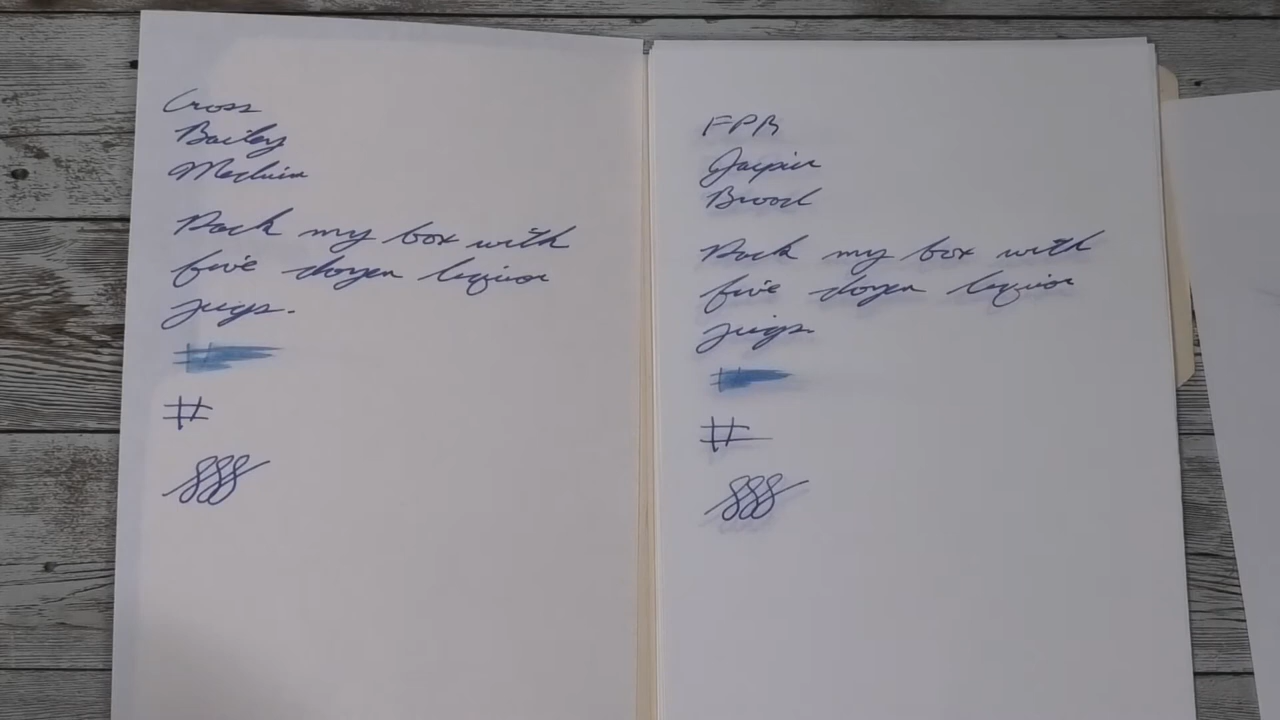 Cross
Bailey
Medium
Pack my box with
five dozen liquor
jugs.
#
FPR
Jaipur
Broad
Pack my box with
five dozen liquor
jugs.
#